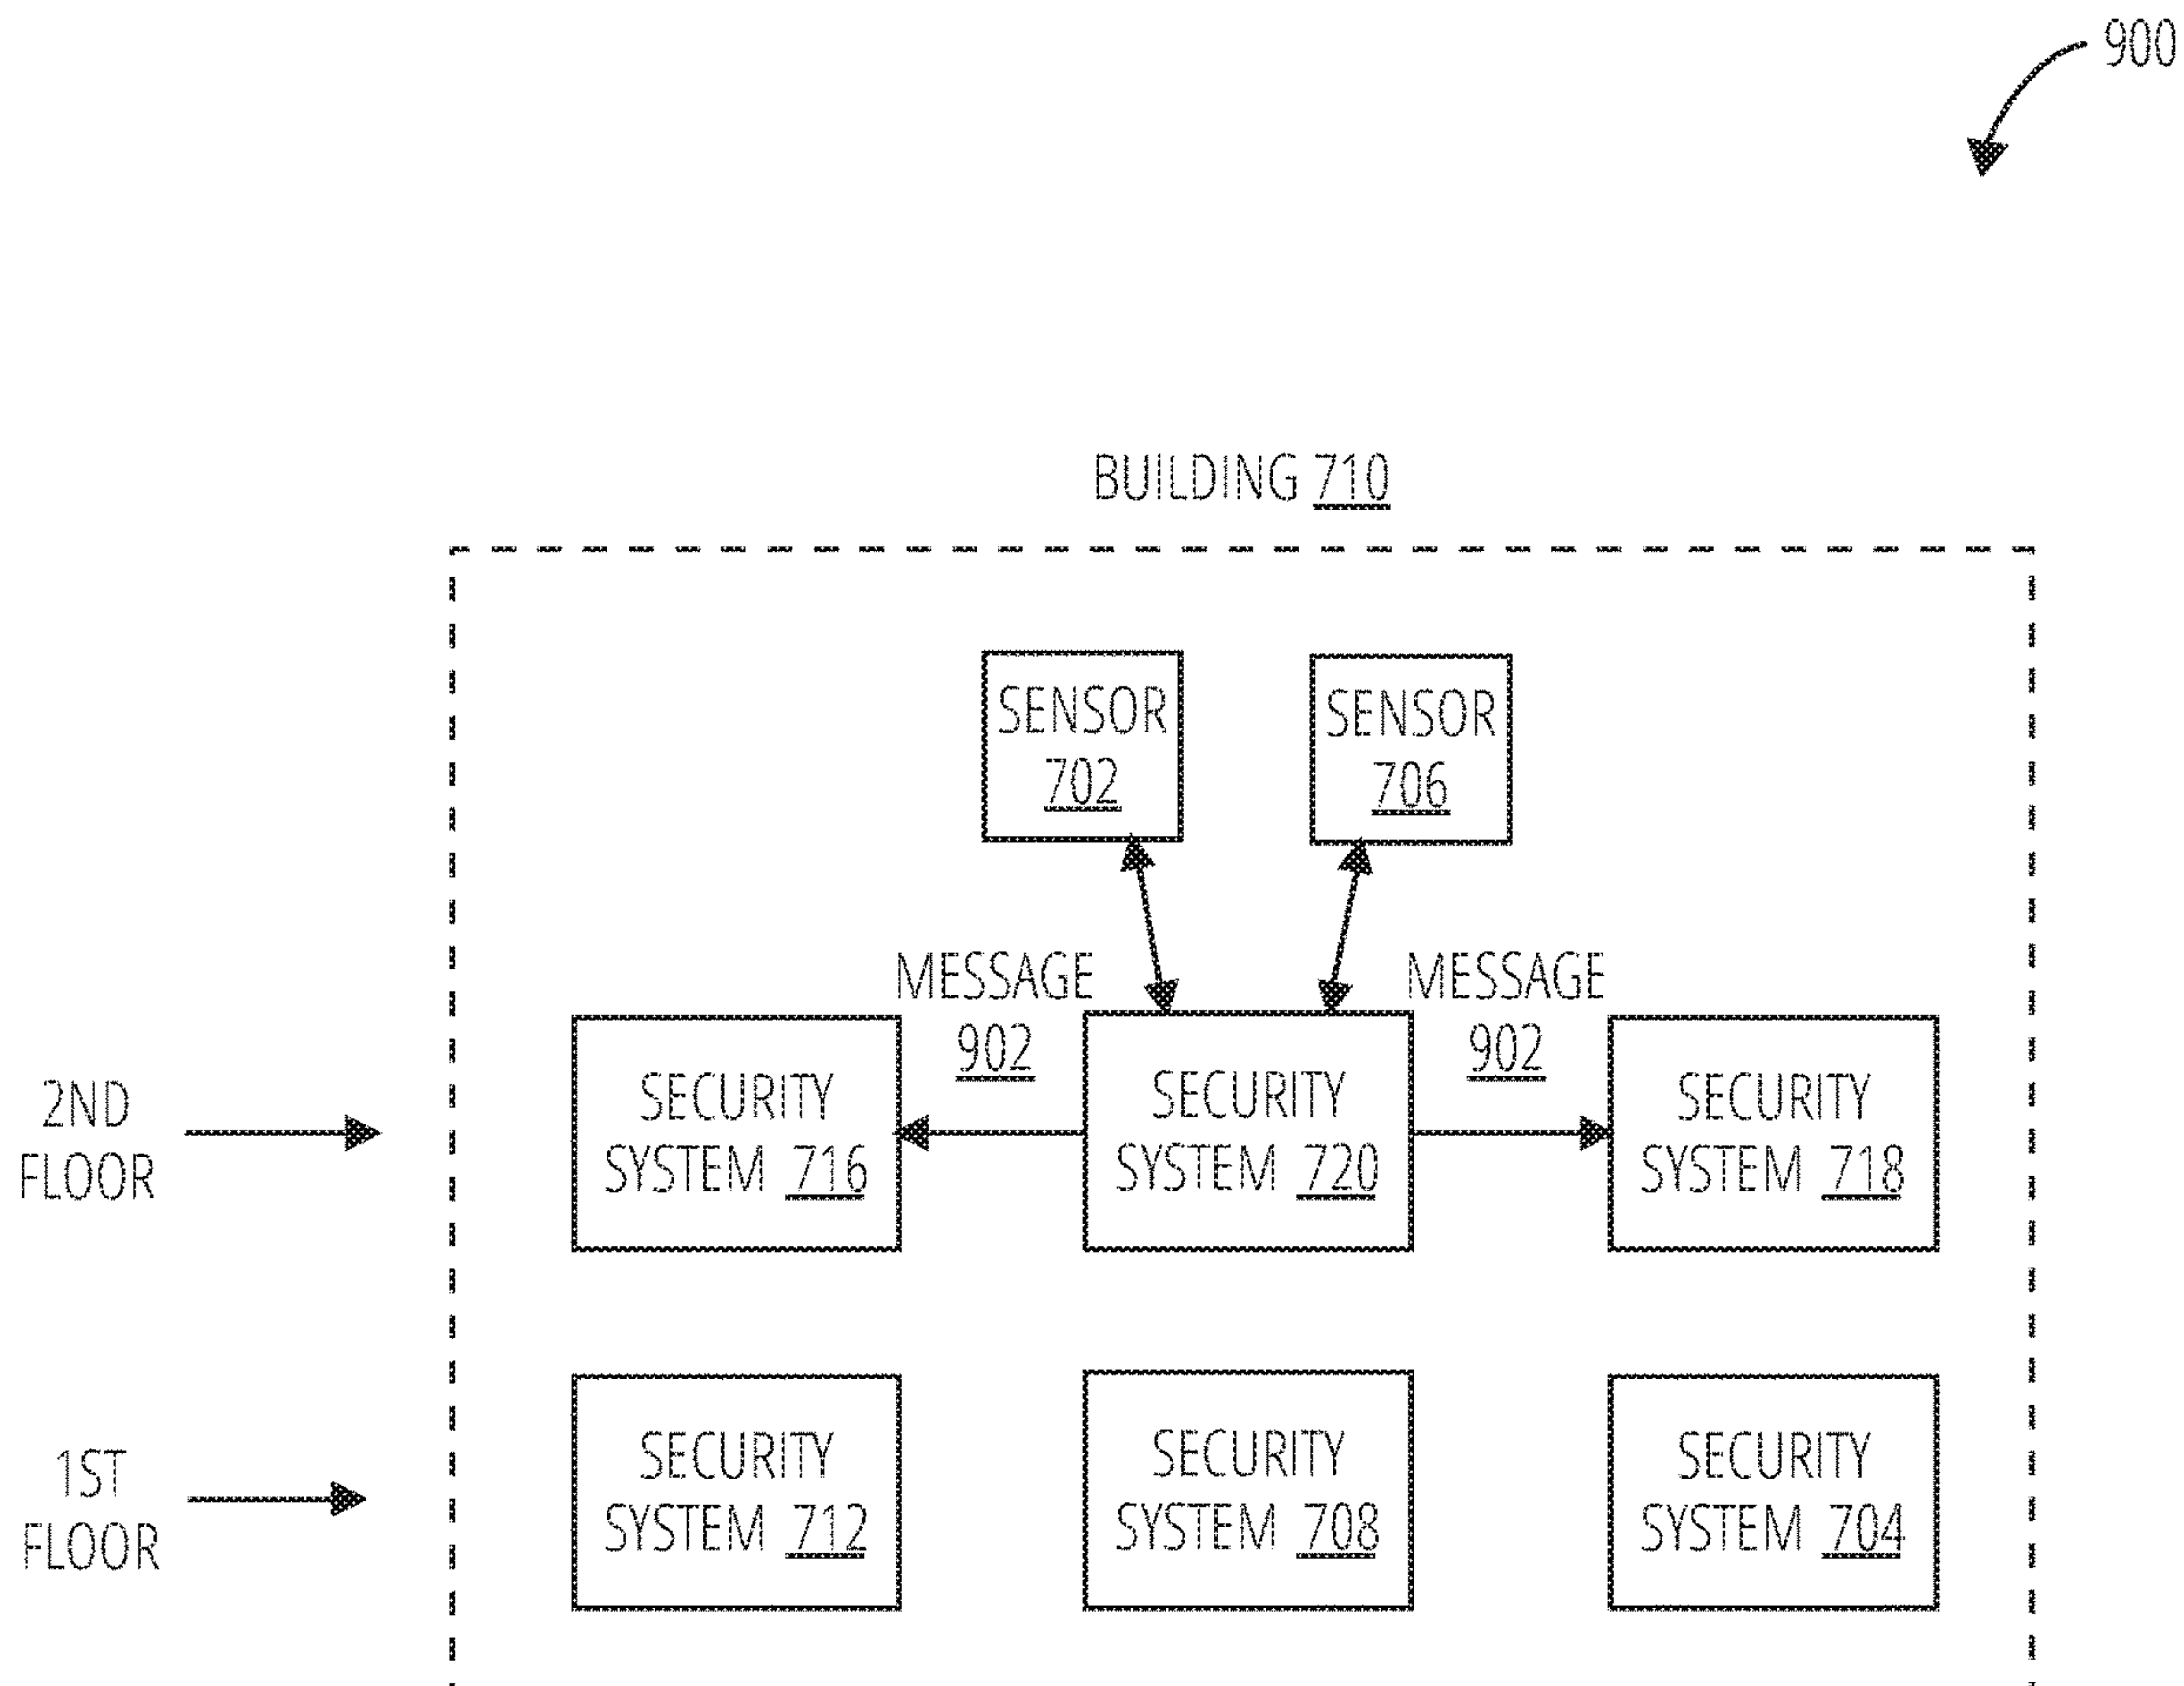 900
BUILDING 710
SENSOR
702
SENSOR
706
MESSAGE
902
MESSAGE
902
2ND
FLOOR
SECURITY
SYSTEM 716
SECURITY
SYSTEM 720
SECURITY
SYSTEM 718
1ST
FLOOR
SECURITY
SYSTEM 712
SECURITY
SYSTEM 708
SECURITY
SYSTEM 704